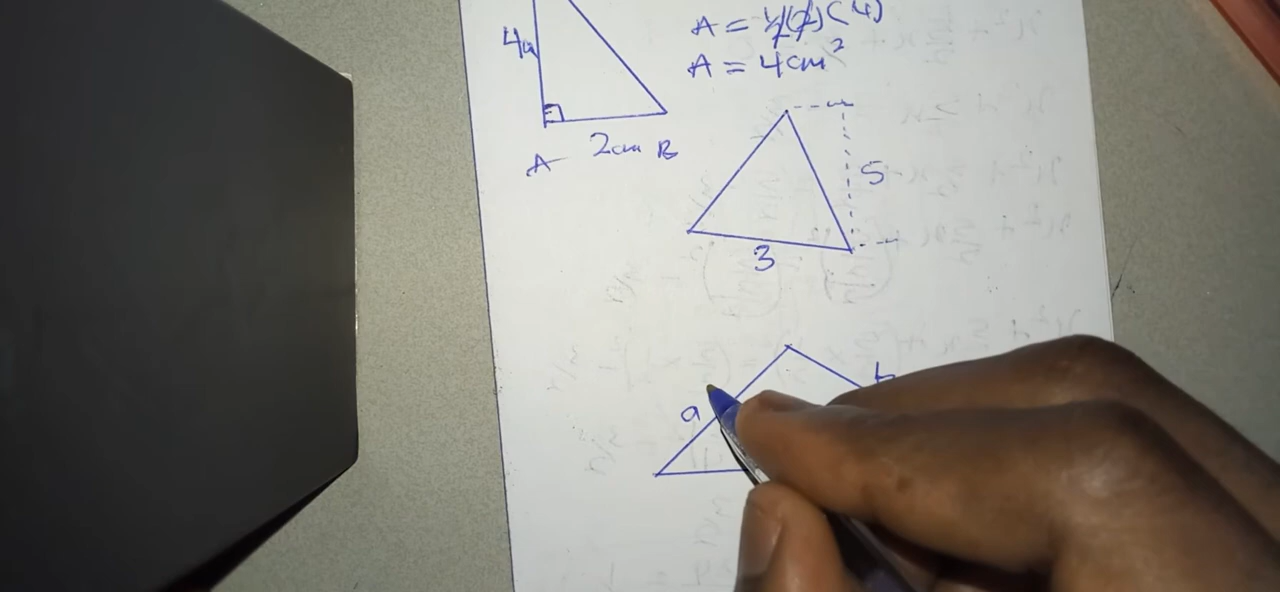 A = ½(2)(4)
4cm
A = 4cm²
2cm B
A
5
3
a
b